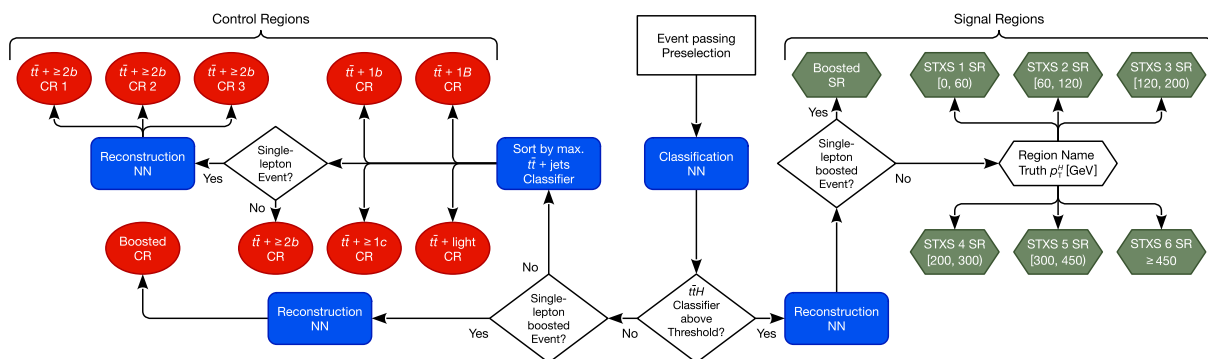 Control Regions
Signal Regions
Event passing
Preselection
tt̄ + ≥ 2b
CR 1
tt̄ + ≥ 2b
CR 2
tt̄ + ≥ 2b
CR 3
tt̄ + 1b
CR
tt̄ + 1B
CR
Boosted
SR
STXS 1 SR
[0, 60)
STXS 2 SR
[60, 120)
STXS 3 SR
[120, 200)
Yes
Reconstruction
NN
Yes
Single-
lepton
Event?
No
Sort by max.
tt̄ + jets
Classifier
Classification
NN
Single-
lepton
boosted
Event?
No
Region Name
Truth p_T^H [GeV]
Boosted
CR
tt̄ + ≥ 2b
CR
tt̄ + ≥ 1c
CR
tt̄ + light
CR
STXS 4 SR
[200, 300)
STXS 5 SR
[300, 450)
STXS 6 SR
≥ 450
No
Reconstruction
NN
Yes
Single-
lepton
boosted
Event?
No
tt̄H
Classifier
above
Threshold?
Yes
Reconstruction
NN